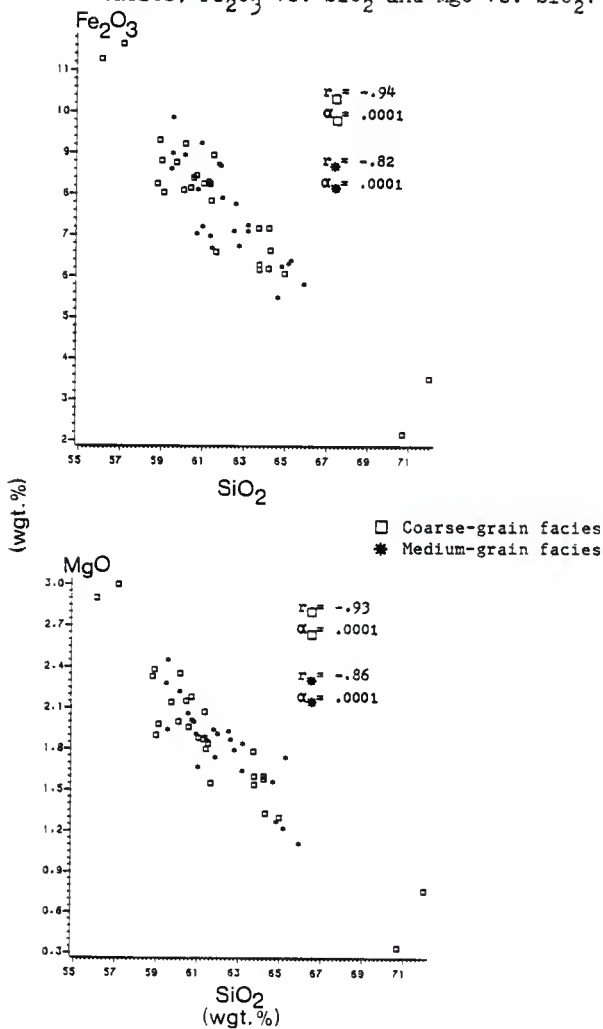 Fe₂O₃ vs. SiO₂ and MgO vs. SiO₂.
Fe₂O₃
11
10
9
8
7
6
5
4
3
2
r□= -.94
α□= .0001
r✱= -.82
α✱= .0001
55 57 59 61 63 65 67 69 71
SiO₂
(wgt.%)
□ Coarse-grain facies
✱ Medium-grain facies
MgO
3.0
2.7
2.4
2.1
1.8
1.5
1.2
0.9
0.6
0.3
r□= -.93
α□= .0001
r✱= -.86
α✱= .0001
55 57 59 61 63 65 67 69 71
SiO₂
(wgt.%)